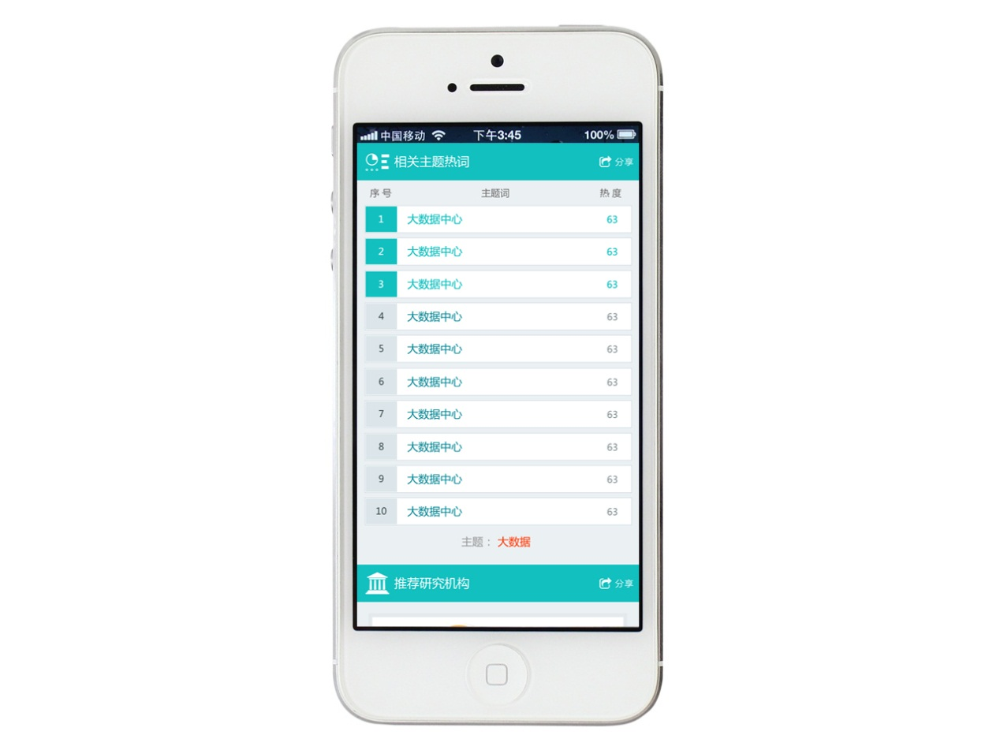 中国移动 下午3:45 100%
相关主题热词 分享
序号 主题词 热度
1 大数据中心 63
2 大数据中心 63
3 大数据中心 63
4 大数据中心 63
5 大数据中心 63
6 大数据中心 63
7 大数据中心 63
8 大数据中心 63
9 大数据中心 63
10 大数据中心 63
主题：大数据
推荐研究机构 分享